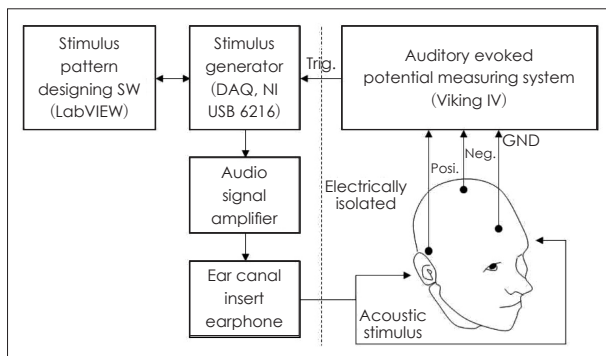 Stimulus
pattern
designing SW
(LabVIEW)
Stimulus
generator
(DAQ, NI
USB 6216)
Trig.
Auditory evoked
potential measuring system
(Viking IV)
Posi.
Neg.
GND
Audio
signal
amplifier
Electrically
isolated
Ear canal
insert
earphone
Acoustic
stimulus